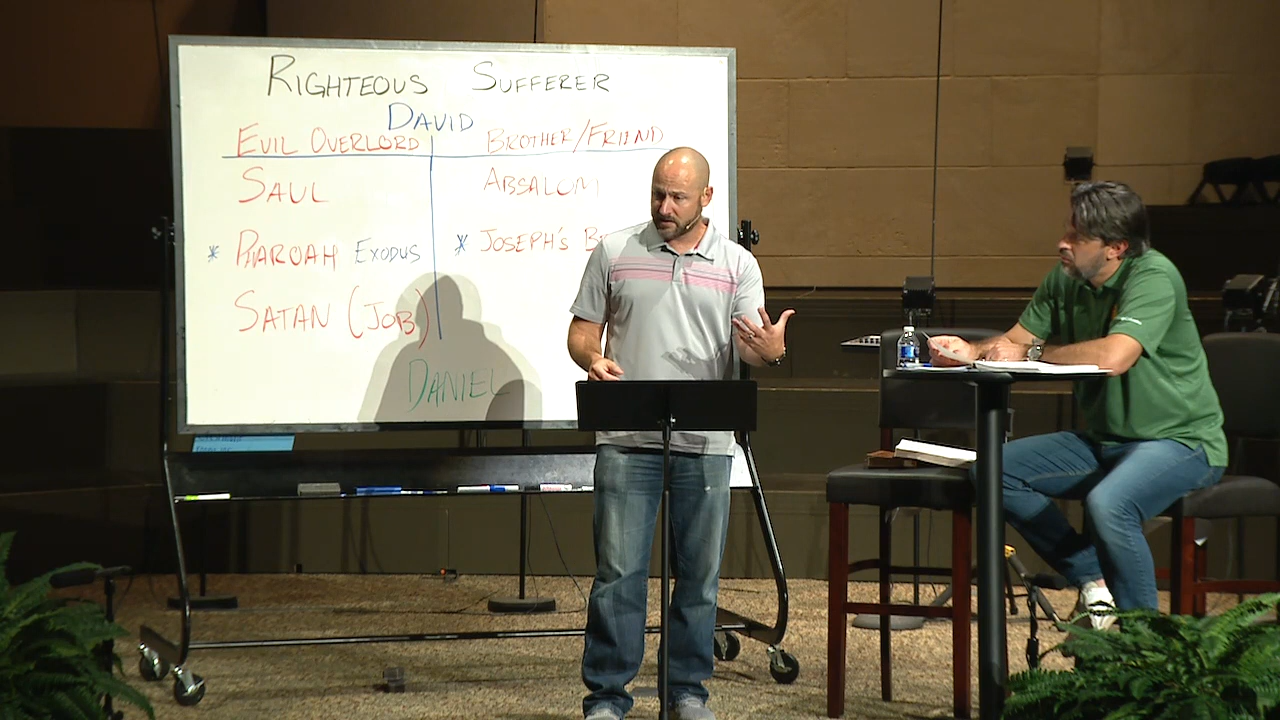 RIGHTEOUS SUFFERER
DAVID
EVIL OVERLORD BROTHER/FRIEND
SAUL ABSALOM
* PHAROAH EXODUS * JOSEPH'S
SATAN (JOB)
DANIEL